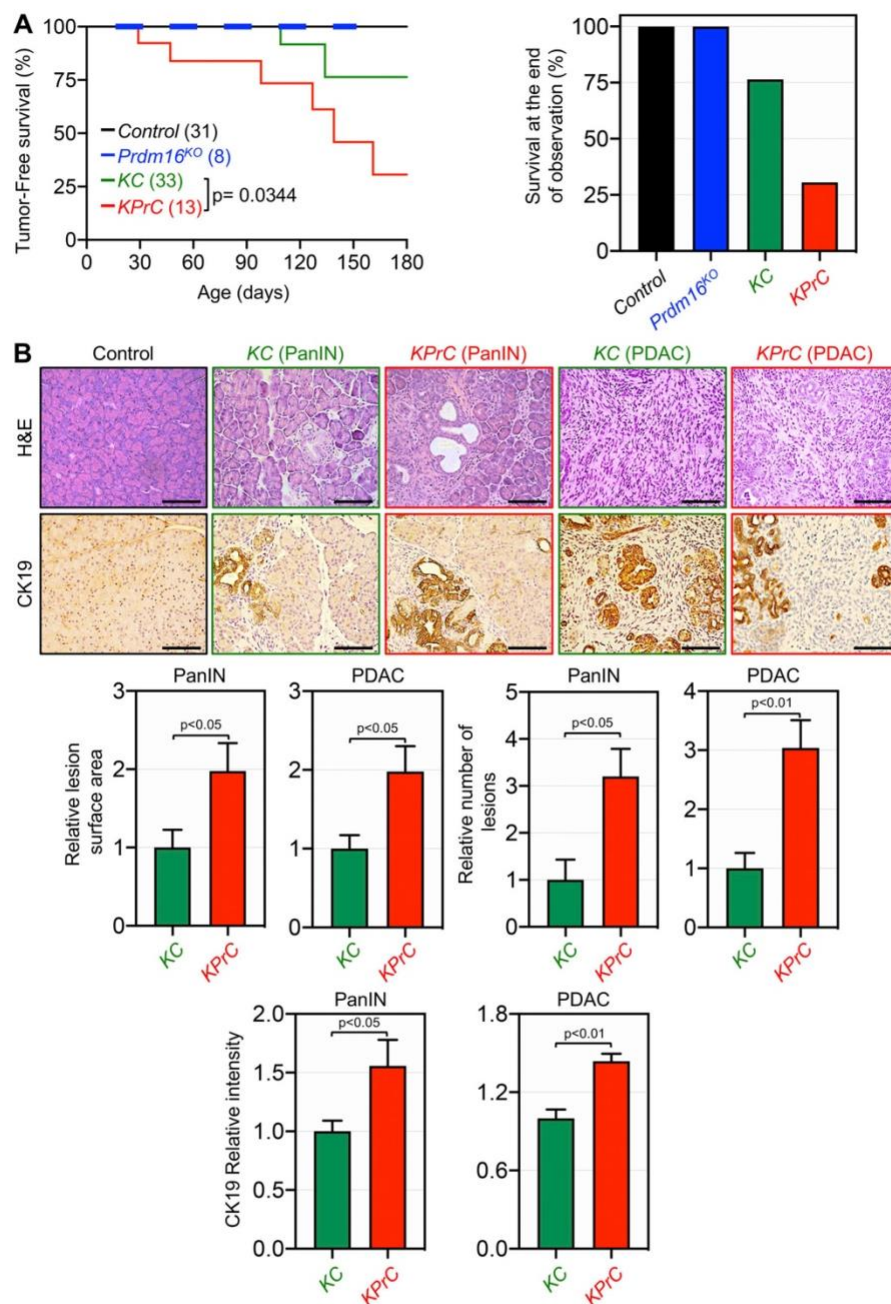 A
Tumor-Free survival (%)
100
75
50
25
0
0 30 60 90 120 150 180
Age (days)
Control (31)
Prdm16KO (8)
KC (33)
KPrC (13)
p= 0.0344
Survival at the end
of observation (%)
100
75
50
25
0
Control
Prdm16KO
KC
KPrC
B
Control
KC (PanIN)
KPrC (PanIN)
KC (PDAC)
KPrC (PDAC)
H&E
CK19
PanIN
Relative lesion
surface area
3
2
1
0
p<0.05
KC
KPrC
PDAC
3
2
1
0
p<0.05
KC
KPrC
PanIN
Relative number of
lesions
5
4
3
2
1
0
p<0.05
KC
KPrC
PDAC
4
3
2
1
0
p<0.01
KC
KPrC
PanIN
CK19 Relative intensity
2.0
1.5
1.0
0.5
0.0
p<0.05
KC
KPrC
PDAC
1.8
1.2
0.6
0.0
p<0.01
KC
KPrC